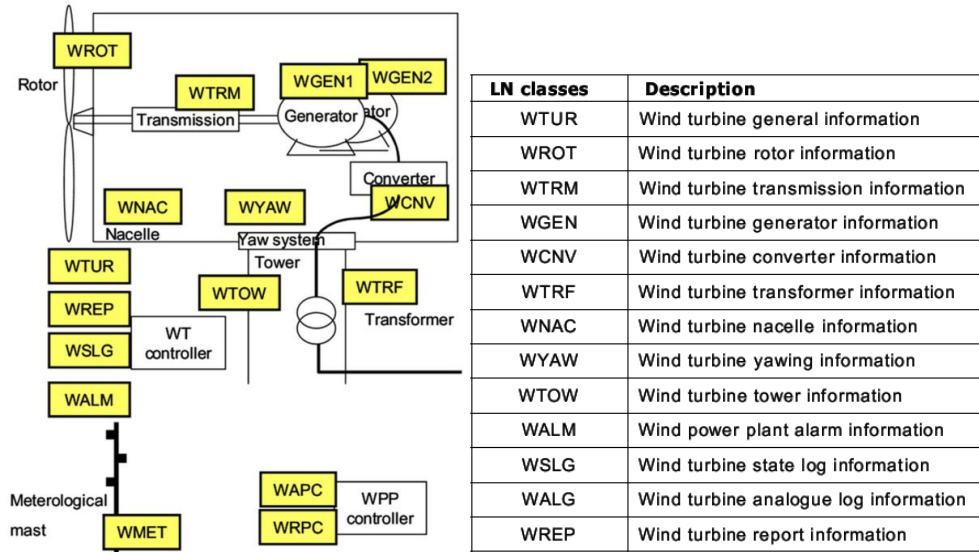 WROT
Rotor
WTRM
WGEN1
WGEN2
Transmission
Generator
ator
Converter
WCNV
WNAC
Nacelle
WYAW
Yaw system
Tower
WTUR
WTOW
WTRF
Transformer
WREP
WSLG
WT
controller
WALM
Meterological
mast
WMET
WAPC
WRPC
WPP
controller
LN classes Description
WTUR Wind turbine general information
WROT Wind turbine rotor information
WTRM Wind turbine transmission information
WGEN Wind turbine generator information
WCNV Wind turbine converter information
WTRF Wind turbine transformer information
WNAC Wind turbine nacelle information
WYAW Wind turbine yawing information
WTOW Wind turbine tower information
WALM Wind power plant alarm information
WSLG Wind turbine state log information
WALG Wind turbine analogue log information
WREP Wind turbine report information